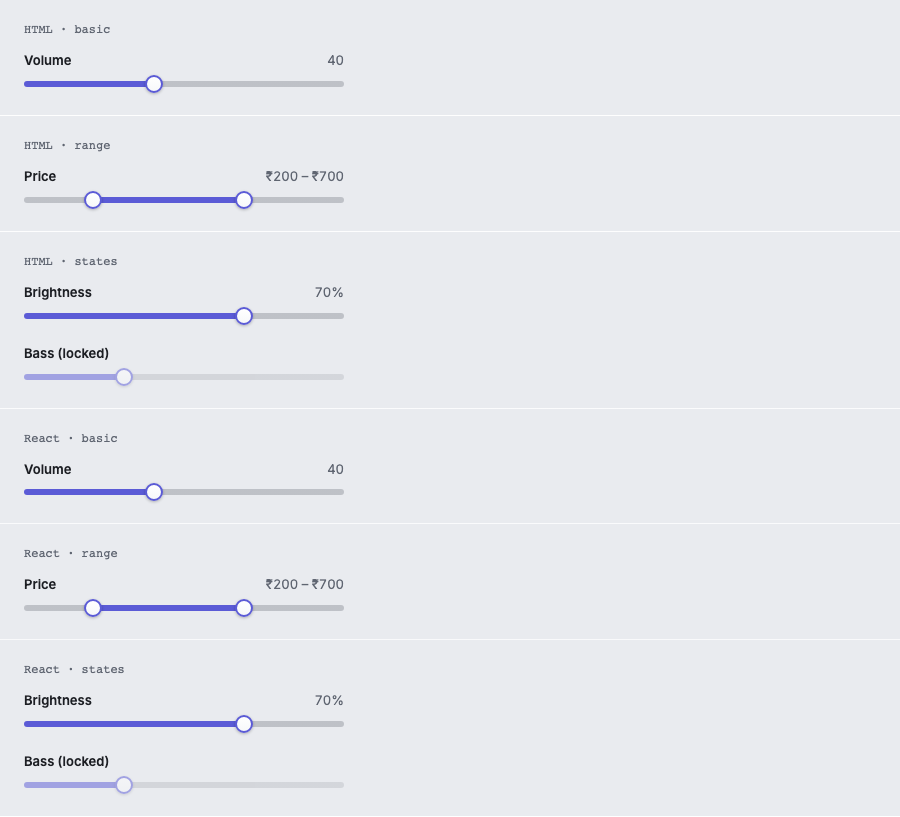 HTML · basic
Volume 40
HTML · range
Price ₹200 – ₹700
HTML · states
Brightness 70%
Bass (locked)
React · basic
Volume 40
React · range
Price ₹200 – ₹700
React · states
Brightness 70%
Bass (locked)